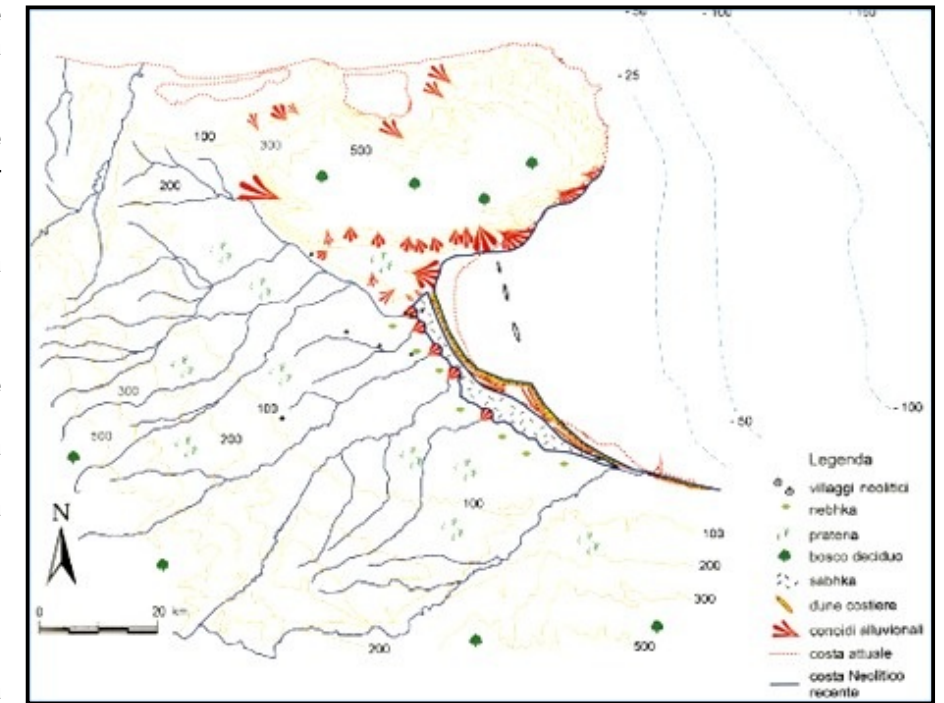 -50
-100
-150
-25
100
300
500
200
300
100
500
200
-100
-50
100
100
200
300
200
500
N
0 20 km
Legenda
villaggi neolitici
nebhka
prateria
bosco deciduo
sabhka
dune costiere
conoidi alluvionali
costa attuale
costa Neolitico
recente